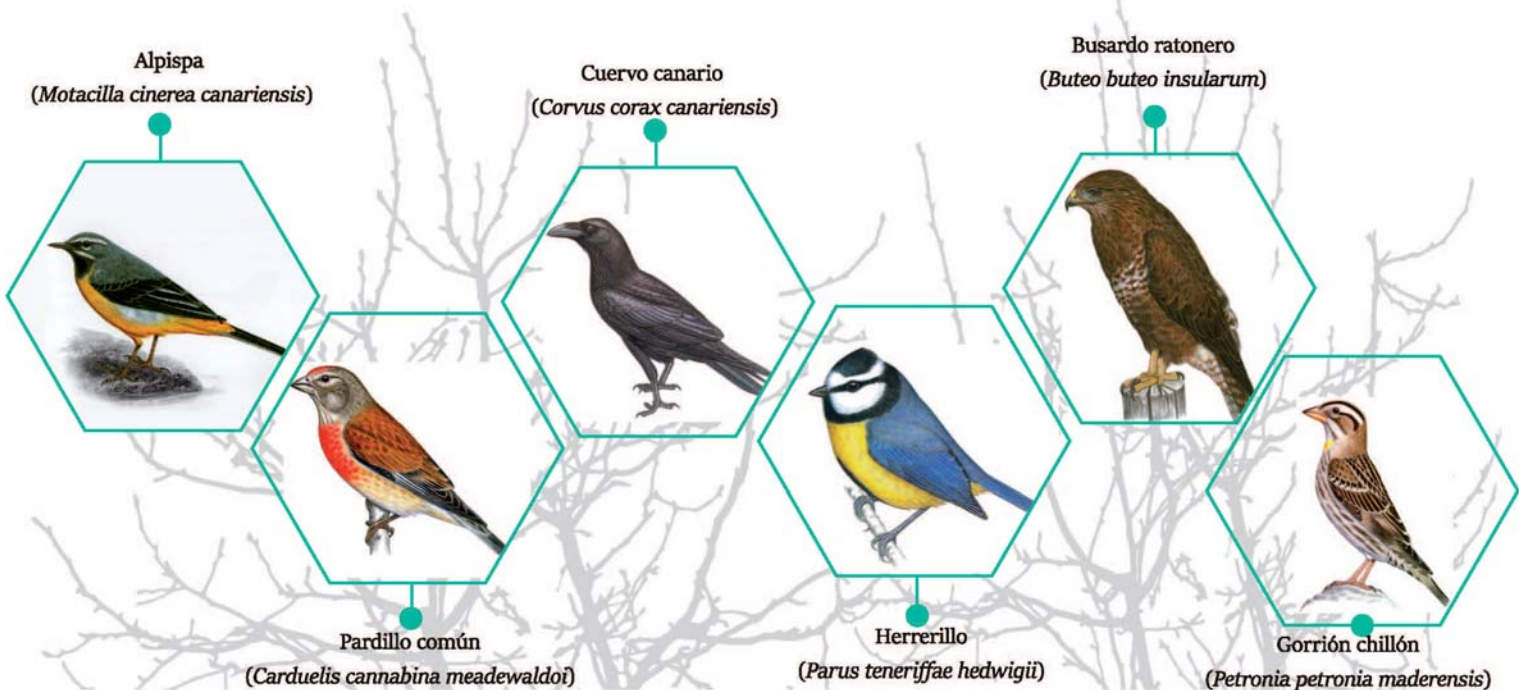 Alpispa
(Motacilla cinerea canariensis)
Cuervo canario
(Corvus corax canariensis)
Busardo ratonero
(Buteo buteo insularum)
Pardillo común
(Carduelis cannabina meadewaldoi)
Herrerillo
(Parus teneriffae hedwigii)
Gorrión chillón
(Petronia petronia maderensis)